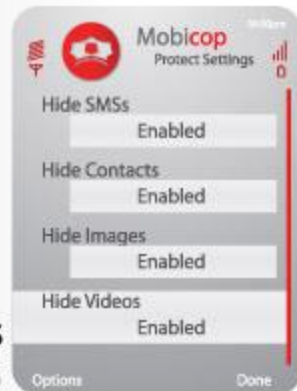 Mobicop
Protect Settings
Hide SMSs
Enabled
Hide Contacts
Enabled
Hide Images
Enabled
Hide Videos
Enabled
Options
Done